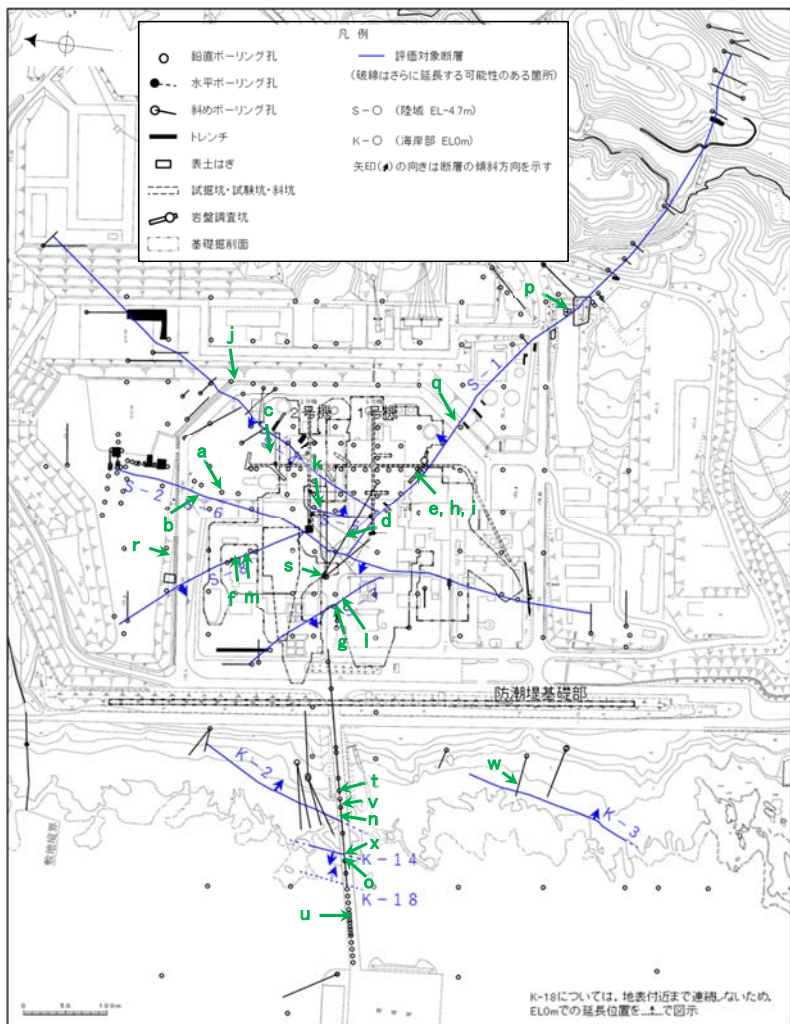 凡 例
鉛直ボーリング孔
水平ボーリング孔
斜めボーリング孔
トレンチ
表土はぎ
試掘坑・試験坑・斜坑
岩盤調査坑
基礎掘削面
評価対象断層
(破線はさらに延長する可能性のある箇所)
S-○ (陸域 EL-4.7m)
K-○ (海岸部 EL0m)
矢印( )の向きは断層の傾斜方向を示す
p
j
q
S-1
c
2号機
1号機
a
k
b
S-2・S-6
d
e, h, i
r
s
S-8
f
m
g
l
防潮堤基礎部
K-2
w
t
v
n
K-3
敷地境界
x
K-14
o
K-18
u
K-18については，地表付近まで連続しないため，
EL0mでの延長位置を で図示
0 50 100m